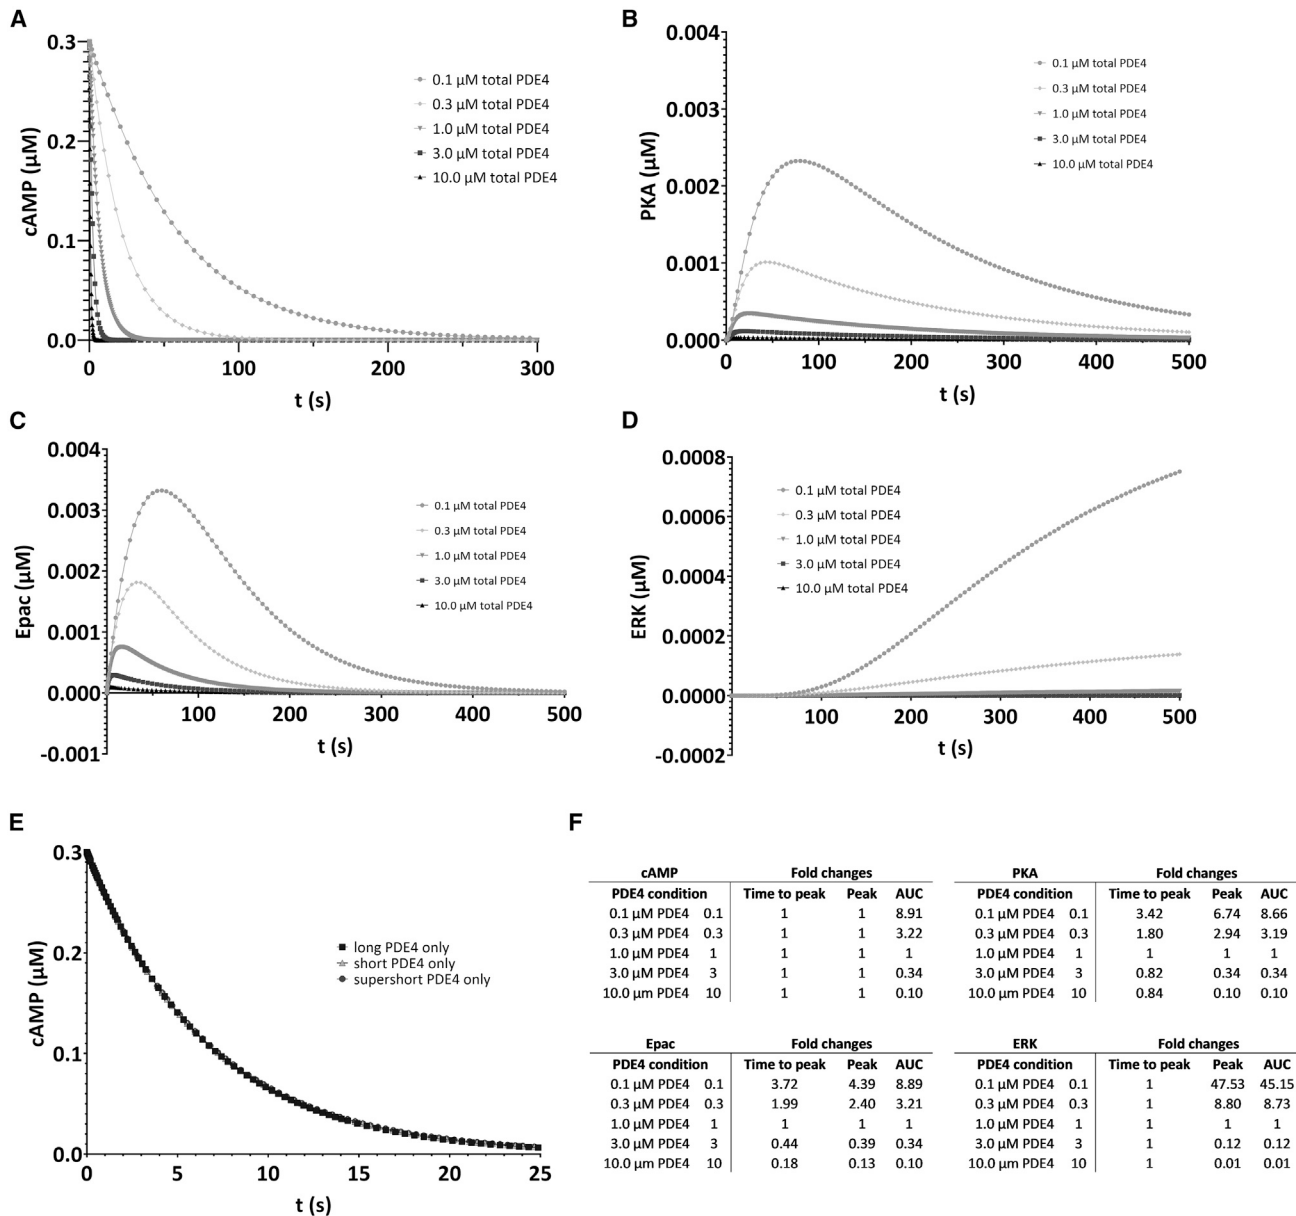 A
cAMP (µM)
0.3
0.2
0.1
0.0
0 100 200 300
t (s)
0.1 µM total PDE4
0.3 µM total PDE4
1.0 µM total PDE4
3.0 µM total PDE4
10.0 µM total PDE4
B
PKA (µM)
0.004
0.003
0.002
0.001
0.000
0 100 200 300 400 500
t (s)
0.1 µM total PDE4
0.3 µM total PDE4
1.0 µM total PDE4
3.0 µM total PDE4
10.0 µM total PDE4
C
Epac (µM)
0.004
0.003
0.002
0.001
0.000
-0.001
100 200 300 400 500
t (s)
0.1 µM total PDE4
0.3 µM total PDE4
1.0 µM total PDE4
3.0 µM total PDE4
10.0 µM total PDE4
D
ERK (µM)
0.0008
0.0006
0.0004
0.0002
0.0000
-0.0002
100 200 300 400 500
t (s)
0.1 µM total PDE4
0.3 µM total PDE4
1.0 µM total PDE4
3.0 µM total PDE4
10.0 µM total PDE4
E
cAMP (µM)
0.3
0.2
0.1
0.0
0 5 10 15 20 25
t (s)
long PDE4 only
short PDE4 only
supershort PDE4 only
F
cAMP Fold changes
PDE4 condition Time to peak Peak AUC
0.1 µM PDE4 0.1 1 1 8.91
0.3 µM PDE4 0.3 1 1 3.22
1.0 µM PDE4 1 1 1 1
3.0 µM PDE4 3 1 1 0.34
10.0 µm PDE4 10 1 1 0.10
PKA Fold changes
PDE4 condition Time to peak Peak AUC
0.1 µM PDE4 0.1 3.42 6.74 8.66
0.3 µM PDE4 0.3 1.80 2.94 3.19
1.0 µM PDE4 1 1 1 1
3.0 µM PDE4 3 0.82 0.34 0.34
10.0 µm PDE4 10 0.84 0.10 0.10
Epac Fold changes
PDE4 condition Time to peak Peak AUC
0.1 µM PDE4 0.1 3.72 4.39 8.89
0.3 µM PDE4 0.3 1.99 2.40 3.21
1.0 µM PDE4 1 1 1 1
3.0 µM PDE4 3 0.44 0.39 0.34
10.0 µm PDE4 10 0.18 0.13 0.10
ERK Fold changes
PDE4 condition Time to peak Peak AUC
0.1 µM PDE4 0.1 1 47.53 45.15
0.3 µM PDE4 0.3 1 8.80 8.73
1.0 µM PDE4 1 1 1 1
3.0 µM PDE4 3 1 0.12 0.12
10.0 µm PDE4 10 1 0.01 0.01